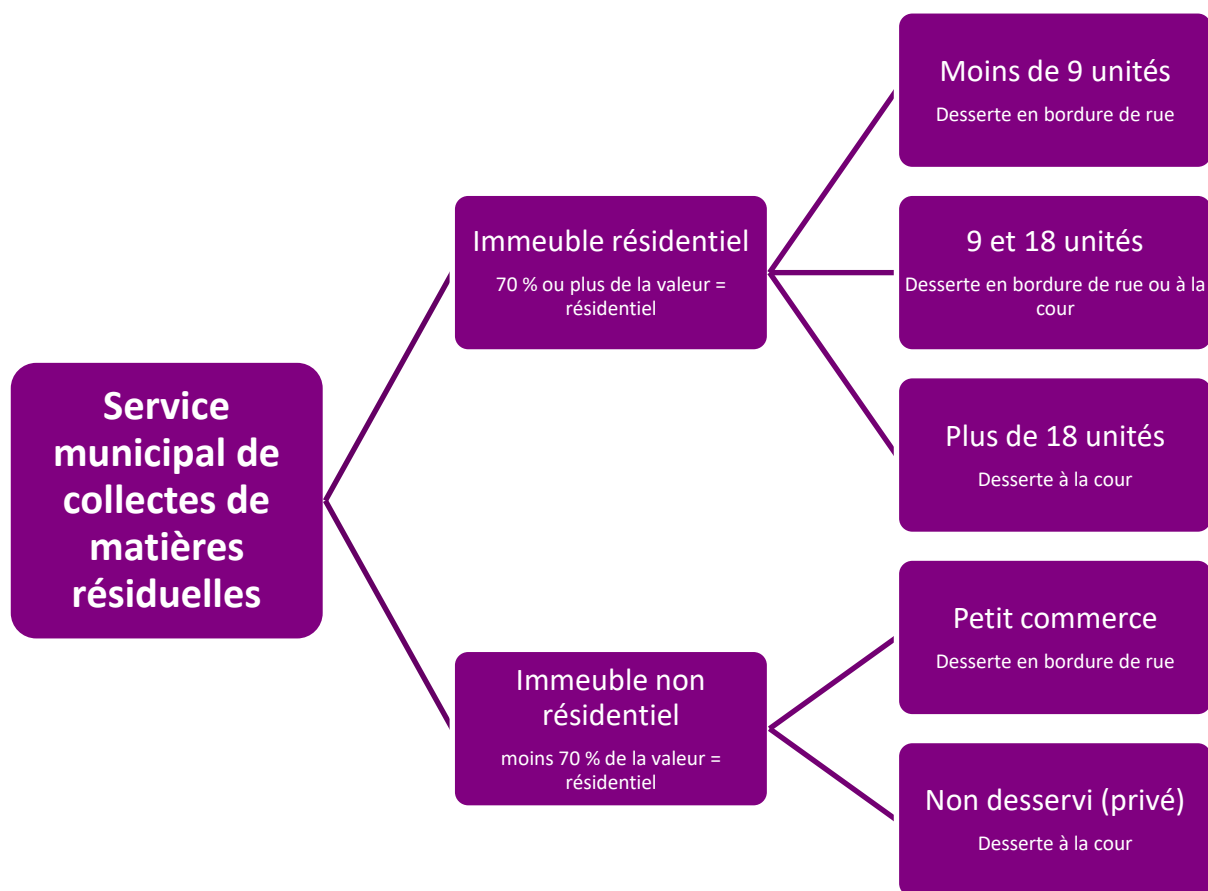 Service
municipal de
collectes de
matières
résiduelles
Immeuble résidentiel
70 % ou plus de la valeur =
résidentiel
Moins de 9 unités
Desserte en bordure de rue
9 et 18 unités
Desserte en bordure de rue ou à la
cour
Plus de 18 unités
Desserte à la cour
Immeuble non
résidentiel
moins 70 % de la valeur =
résidentiel
Petit commerce
Desserte en bordure de rue
Non desservi (privé)
Desserte à la cour